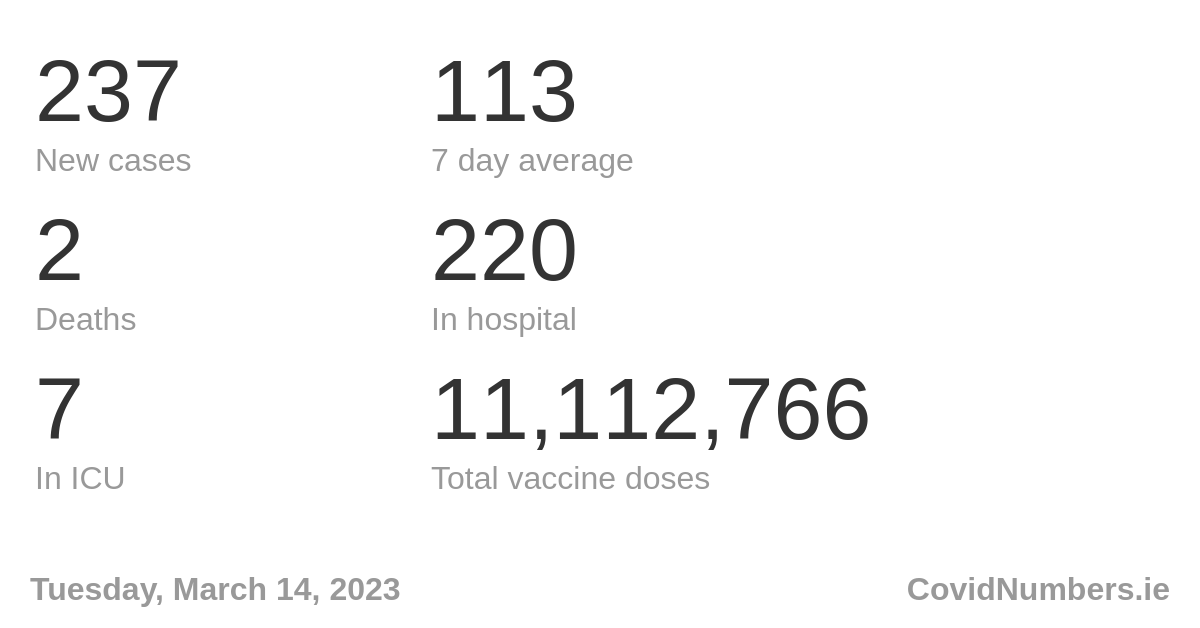 237
New cases
113
7 day average
2
Deaths
220
In hospital
7
In ICU
11,112,766
Total vaccine doses
Tuesday, March 14, 2023
CovidNumbers.ie